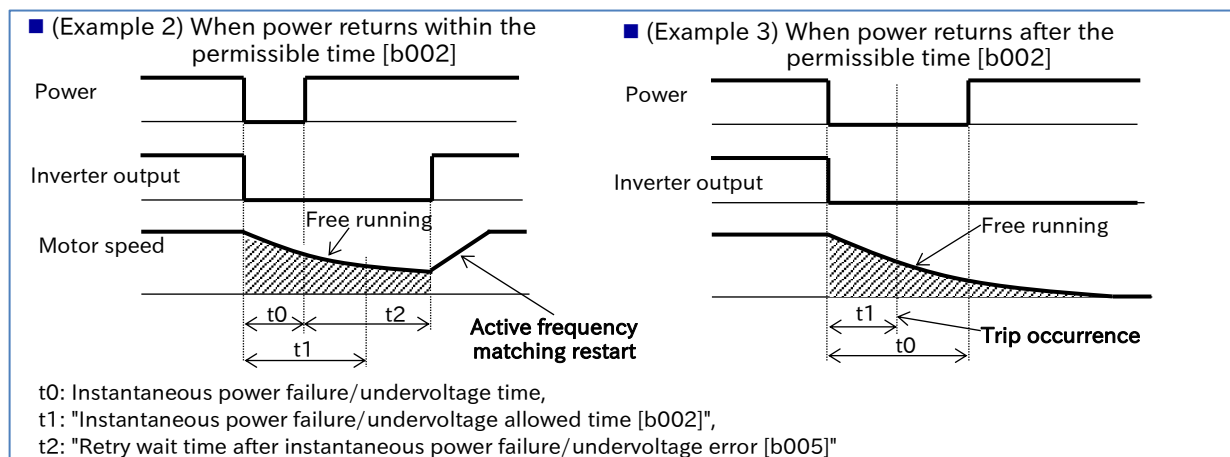 ■ (Example 2) When power returns within the
permissible time [b002]
Power
Inverter output
Free running
Motor speed
t0
t2
t1
Active frequency
matching restart
■ (Example 3) When power returns after the
permissible time [b002]
Power
Inverter output
Free running
t1
t0
Trip occurrence
t0: Instantaneous power failure/undervoltage time,
t1: "Instantaneous power failure/undervoltage allowed time [b002]",
t2: "Retry wait time after instantaneous power failure/undervoltage error [b005]"